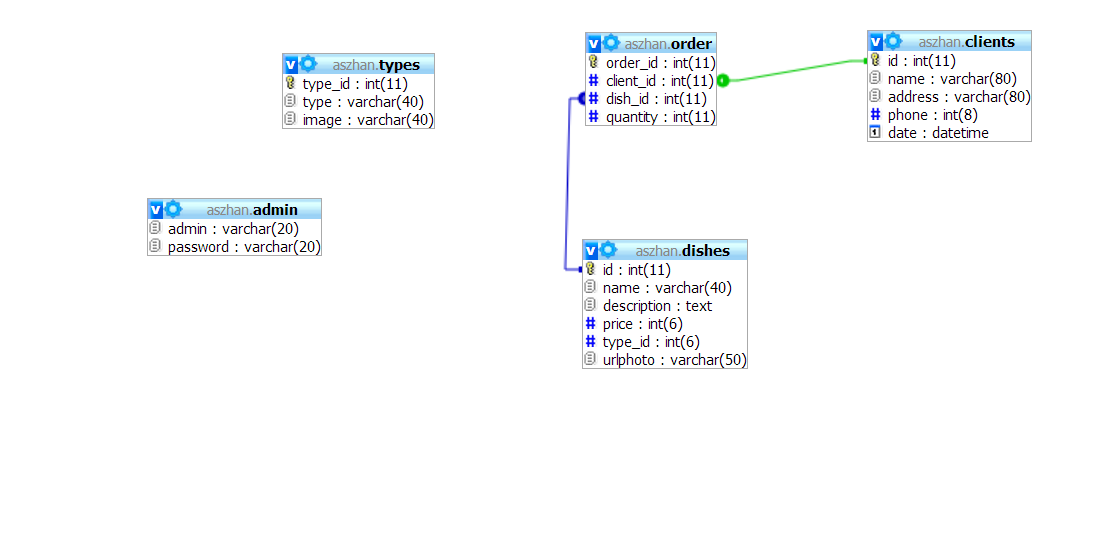 aszhan.types
type_id : int(11)
type : varchar(40)
image : varchar(40)
aszhan.order
order_id : int(11)
client_id : int(11)
dish_id : int(11)
quantity : int(11)
aszhan.clients
id : int(11)
name : varchar(80)
address : varchar(80)
phone : int(8)
date : datetime
aszhan.admin
admin : varchar(20)
password : varchar(20)
aszhan.dishes
id : int(11)
name : varchar(40)
description : text
price : int(6)
type_id : int(6)
urlphoto : varchar(50)